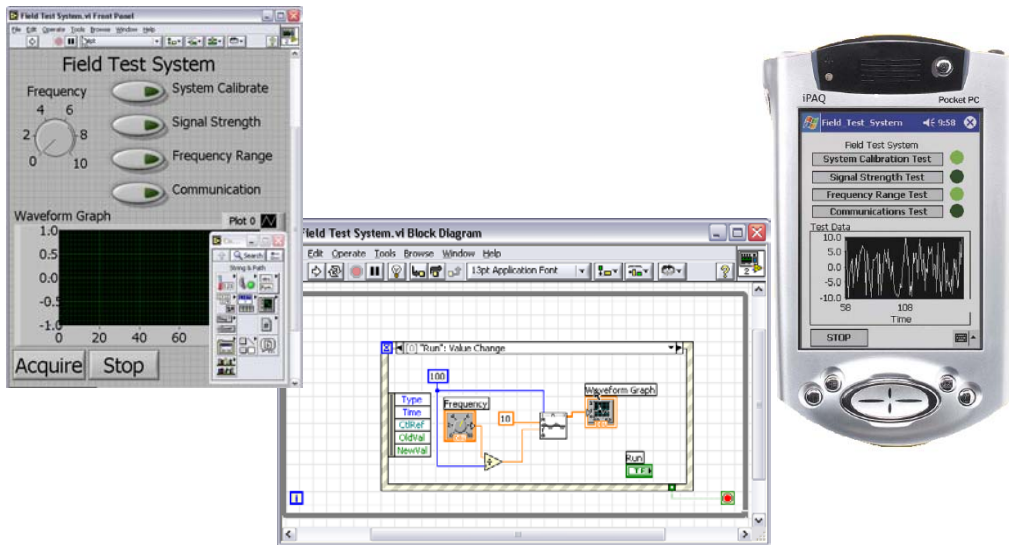 Field Test System.vi Front Panel
File Edit Operate Tools Browse Window Help
Field Test System
Frequency
4 6
2 8
0 10
System Calibrate
Signal Strength
Frequency Range
Communication
Waveform Graph
Plot 0
1.0
0.5
0.0
-0.5
-1.0
0 20 40 60
Search
String & Path
Acquire Stop
Field Test System.vi Block Diagram
Edit Operate Tools Browse Window Help
13pt Application Font
2
[0] "Run": Value Change
100
Type
Time
CtlRef
OldVal
NewVal
Frequency
10
Waveform Graph
Run
TF
i
iPAQ
Pocket PC
Field_Test_System 9:58
Field Test System
System Calibration Test
Signal Strength Test
Frequency Range Test
Communications Test
Test Data
10.0
5.0
-5.0
-10.0
58 108
Time
STOP